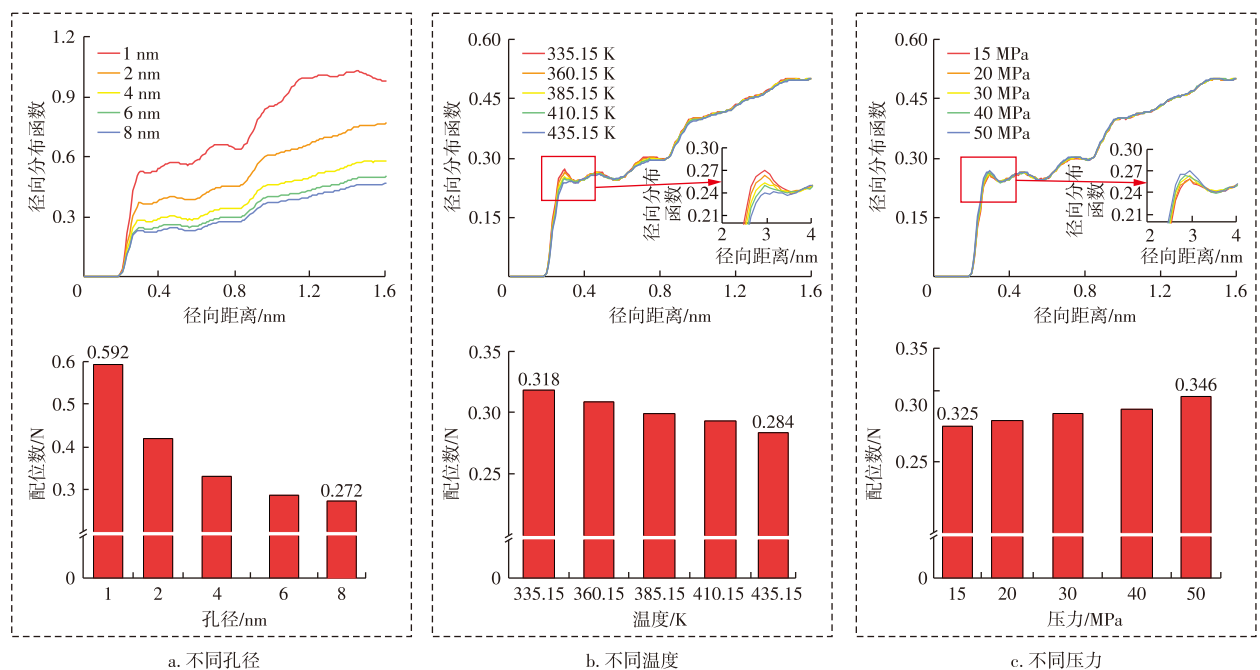 1.2
1.0
0.6
0.3
0
0.4
0.8
1.2
1.6
径向分布函数
径向距离/nm
1 nm
2 nm
4 nm
6 nm
8 nm
0.60
0.45
0.30
0.15
0
0.4
0.8
1.2
1.6
径向分布函数
径向距离/nm
335.15 K
360.15 K
385.15 K
410.15 K
435.15 K
0.30
0.27
0.24
0.21
2
3
4
径向分布
函数
径向距离/nm
0.60
0.45
0.30
0.15
0
0.4
0.8
1.2
1.6
径向分布函数
径向距离/nm
15 MPa
20 MPa
30 MPa
40 MPa
50 MPa
0.30
0.27
0.24
0.21
2
3
4
径向分布
函数
径向距离/nm
0.6
0.5
0.4
0.3
0
配位数/N
0.592
0.272
1
2
4
6
8
孔径/nm
0.35
0.30
0.25
0
配位数/N
0.318
0.284
335.15
360.15
385.15
410.15
435.15
温度/K
0.35
0.30
0.25
0
配位数/N
0.325
0.346
15
20
30
40
50
压力/MPa
a. 不同孔径
b. 不同温度
c. 不同压力